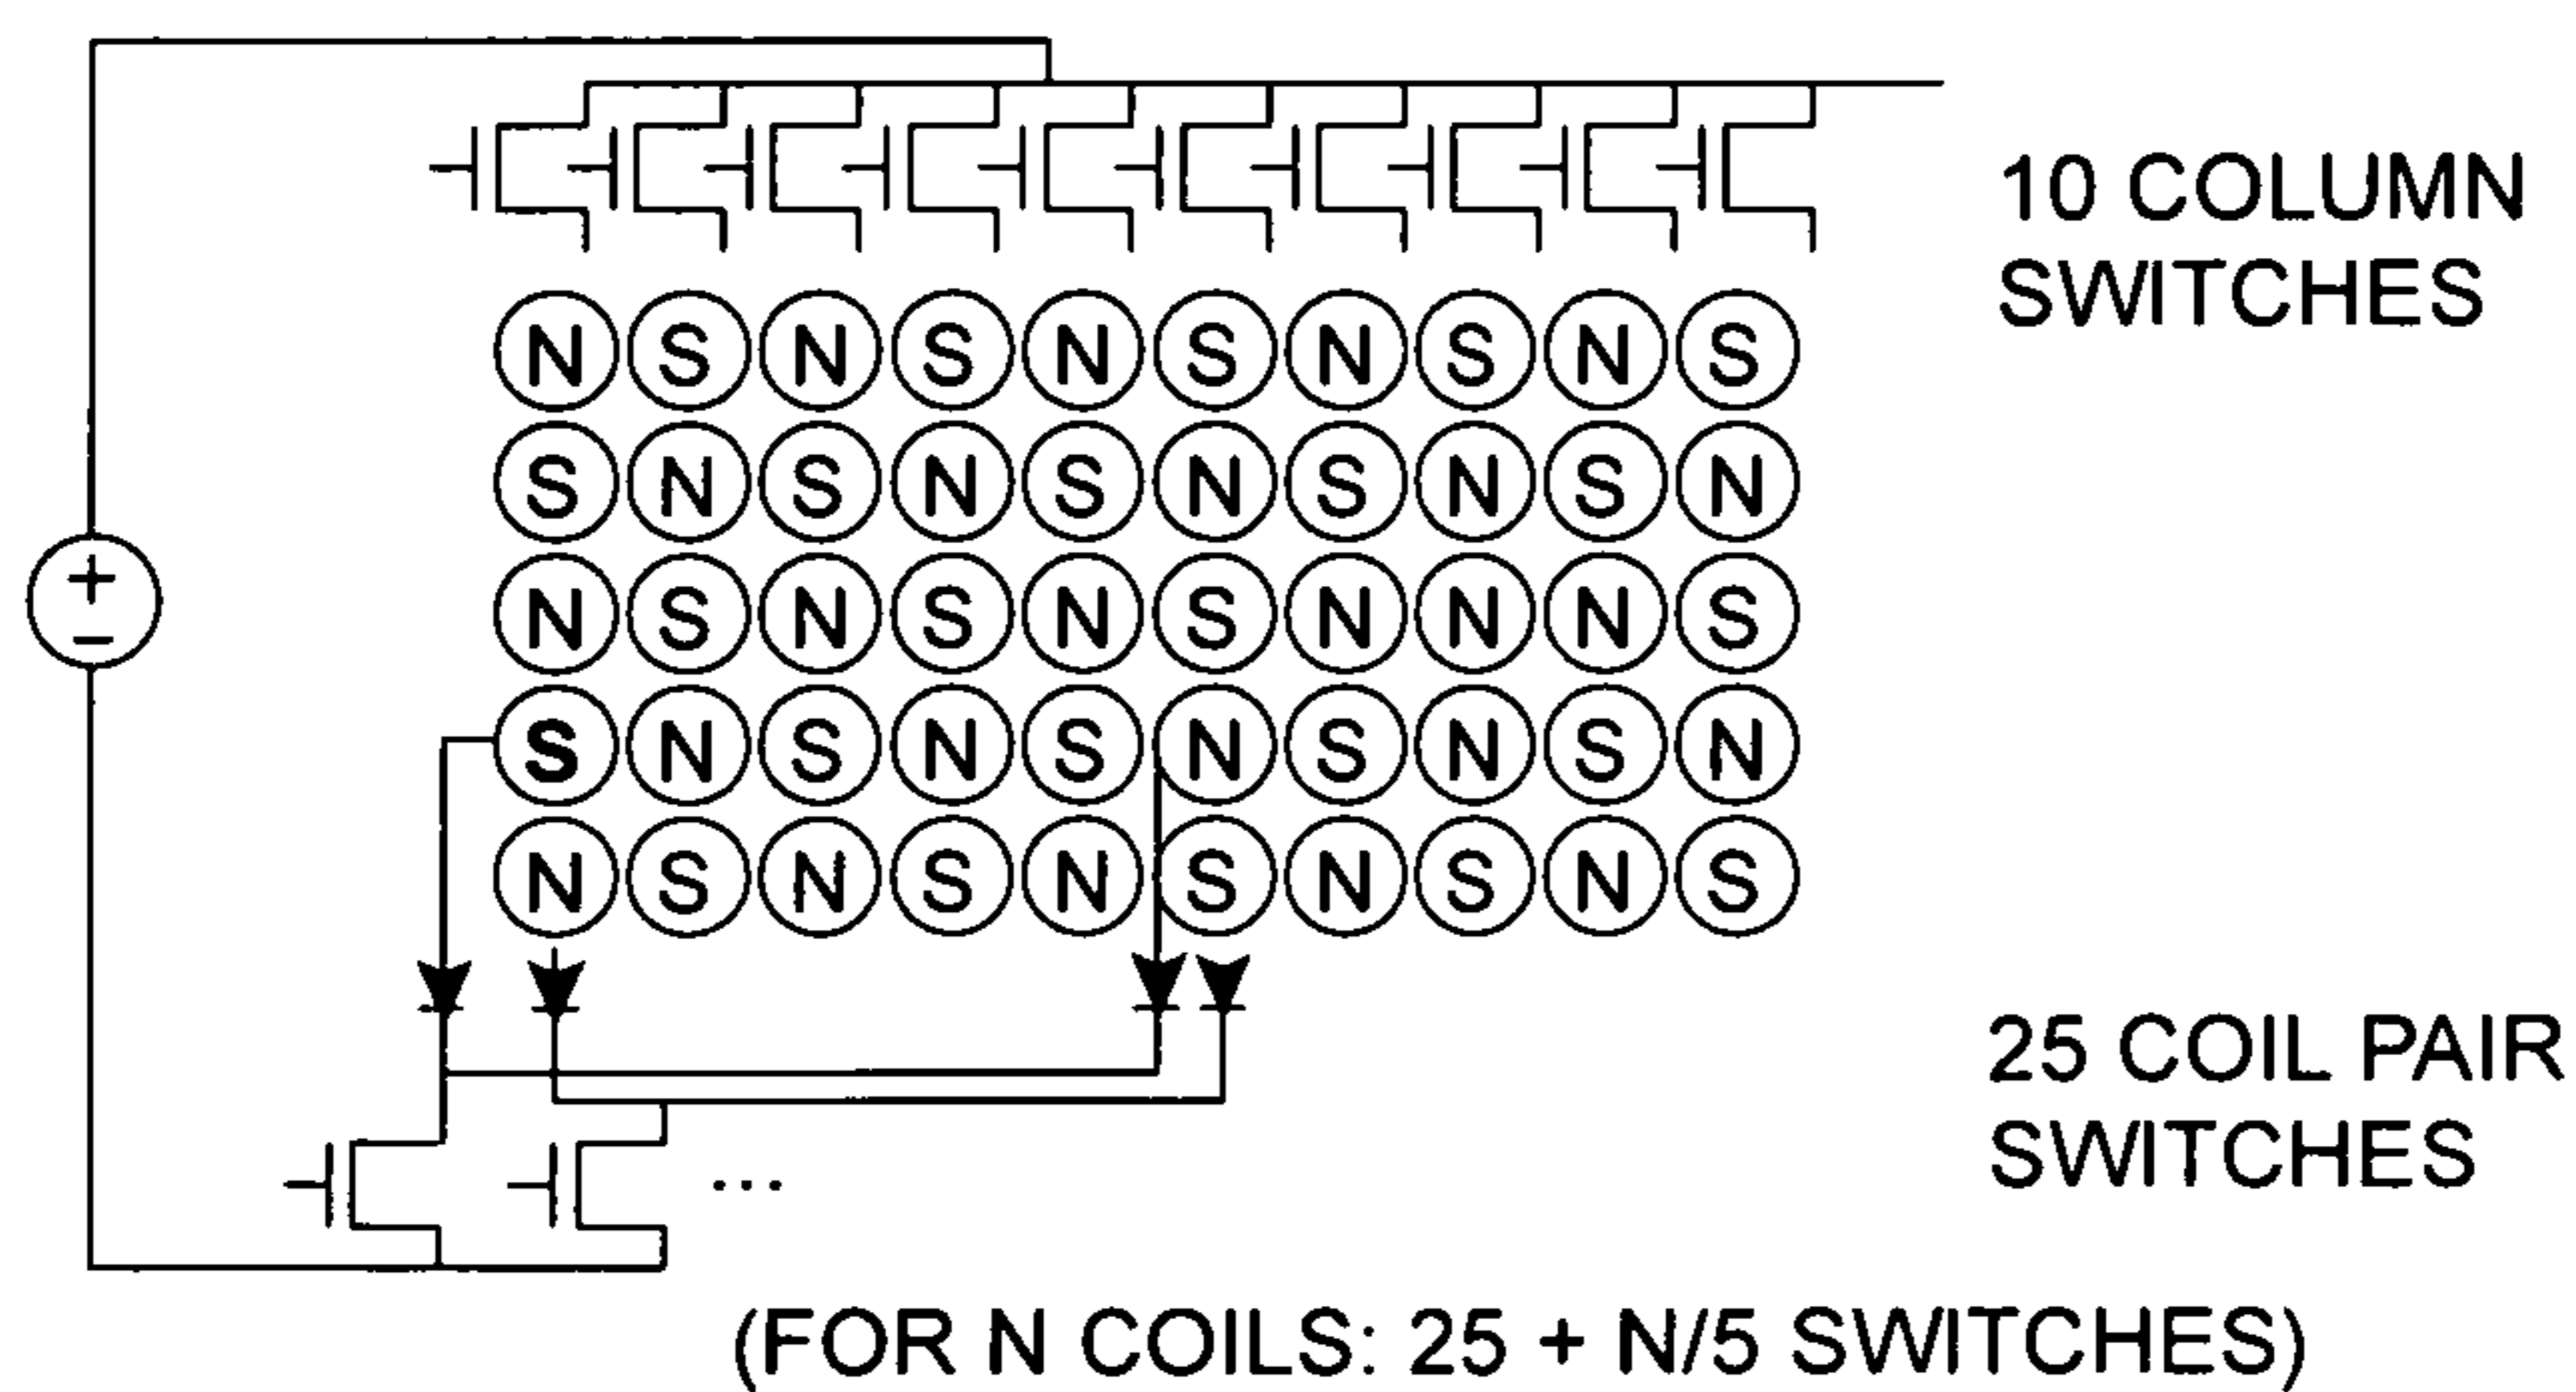 10 COLUMN
SWITCHES
N S N S N S N S N S
S N S N S N S N S N
+
−
N S N S N S N N N S
S N S N S N S N S N
N S N S N S N S N S
25 COIL PAIR
SWITCHES
...
(FOR N COILS: 25 + N/5 SWITCHES)